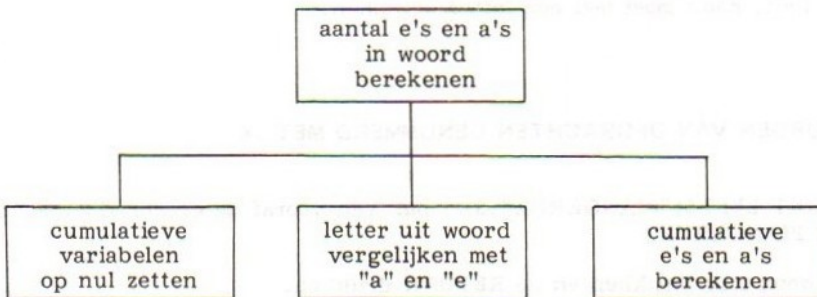 aantal e's en a's
in woord
berekenen
cumulatieve
variabelen
op nul zetten
letter uit woord
vergelijken met
"a" en "e"
cumulatieve
e's en a's
berekenen